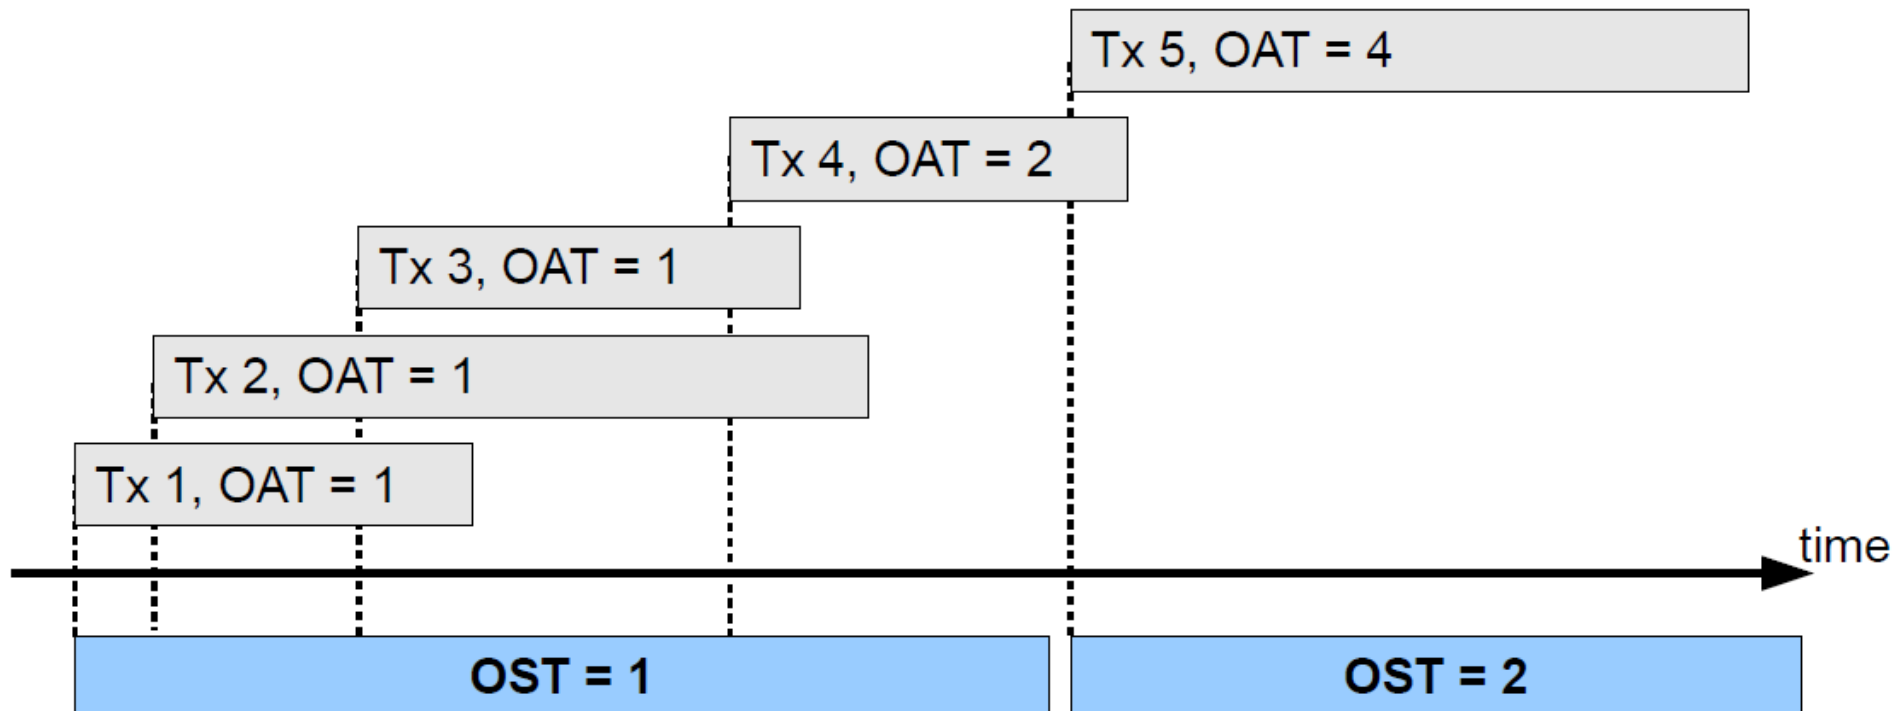 Tx 5, OAT = 4
Tx 4, OAT = 2
Tx 3, OAT = 1
Tx 2, OAT = 1
Tx 1, OAT = 1
time
OST = 1
OST = 2